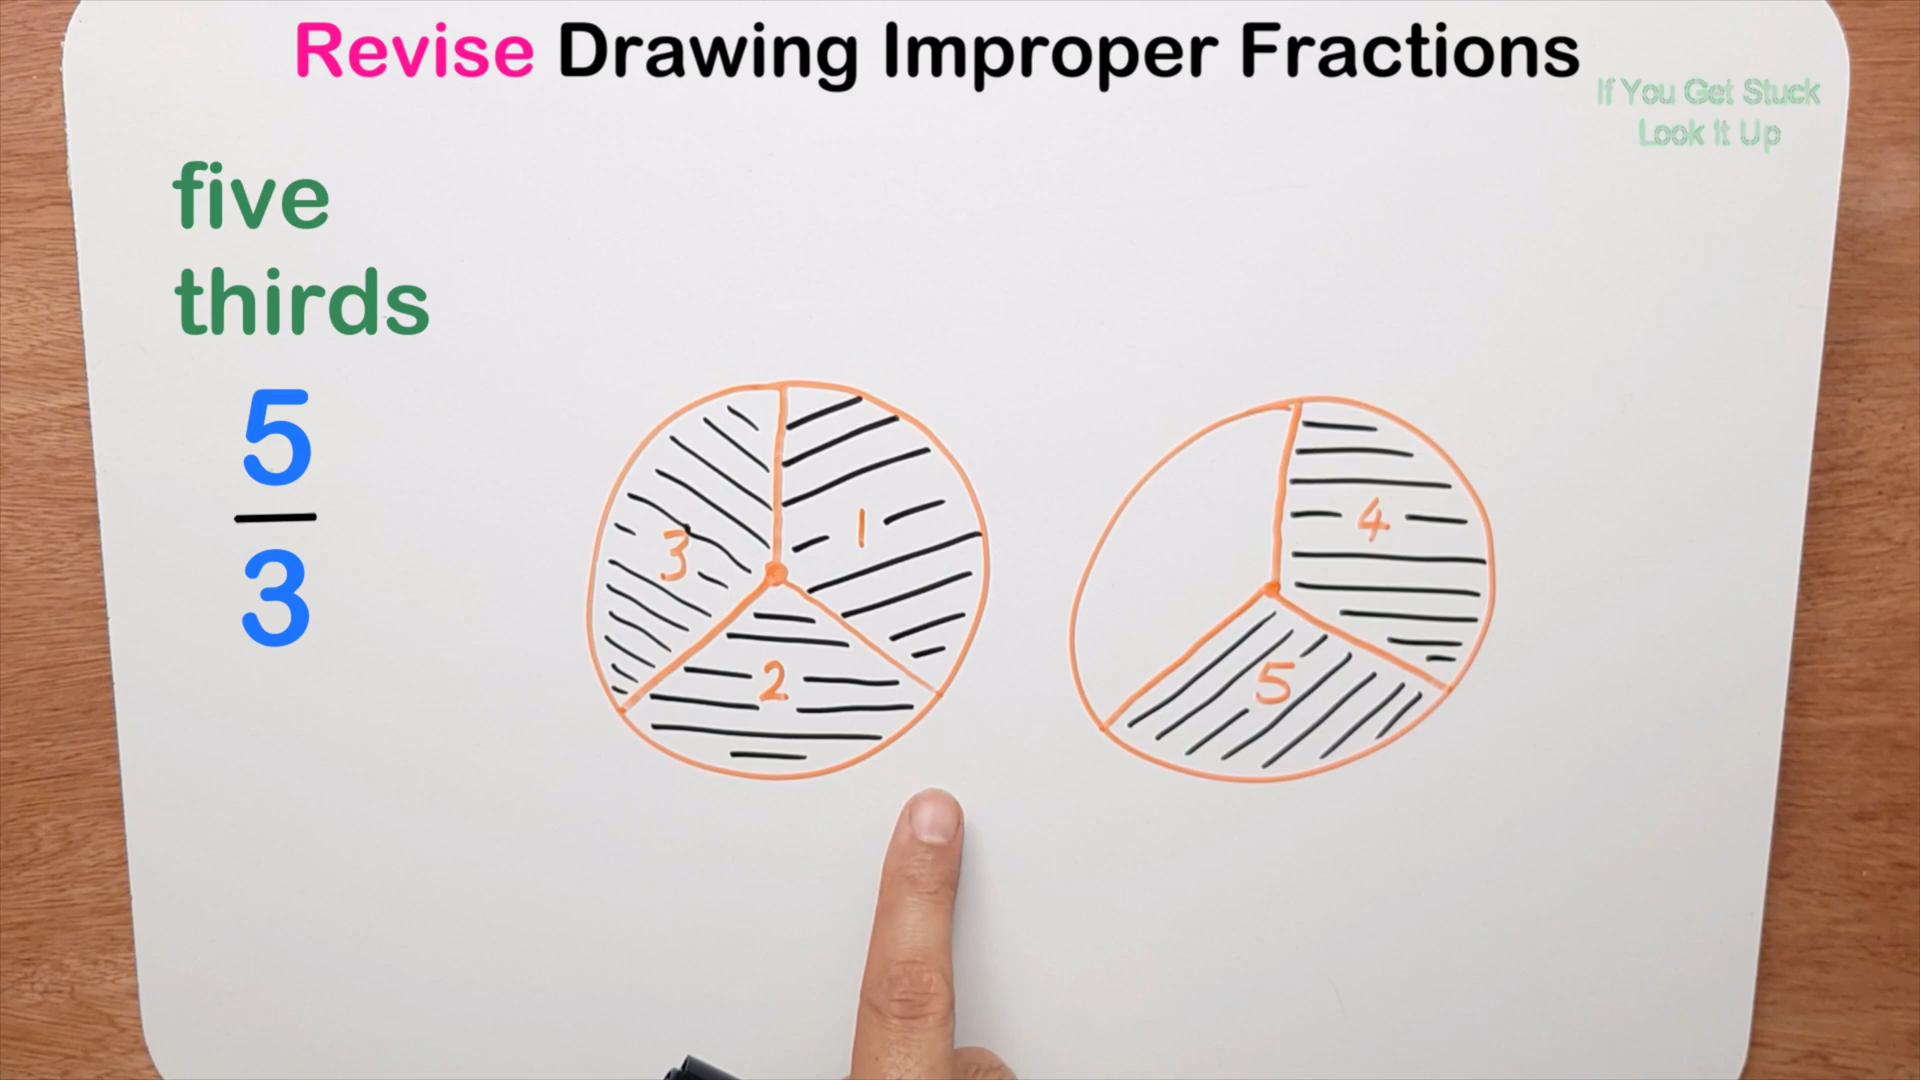 Revise Drawing Improper Fractions
If You Get Stuck
Look It Up
five
thirds
5
3
3
1
2
4
5